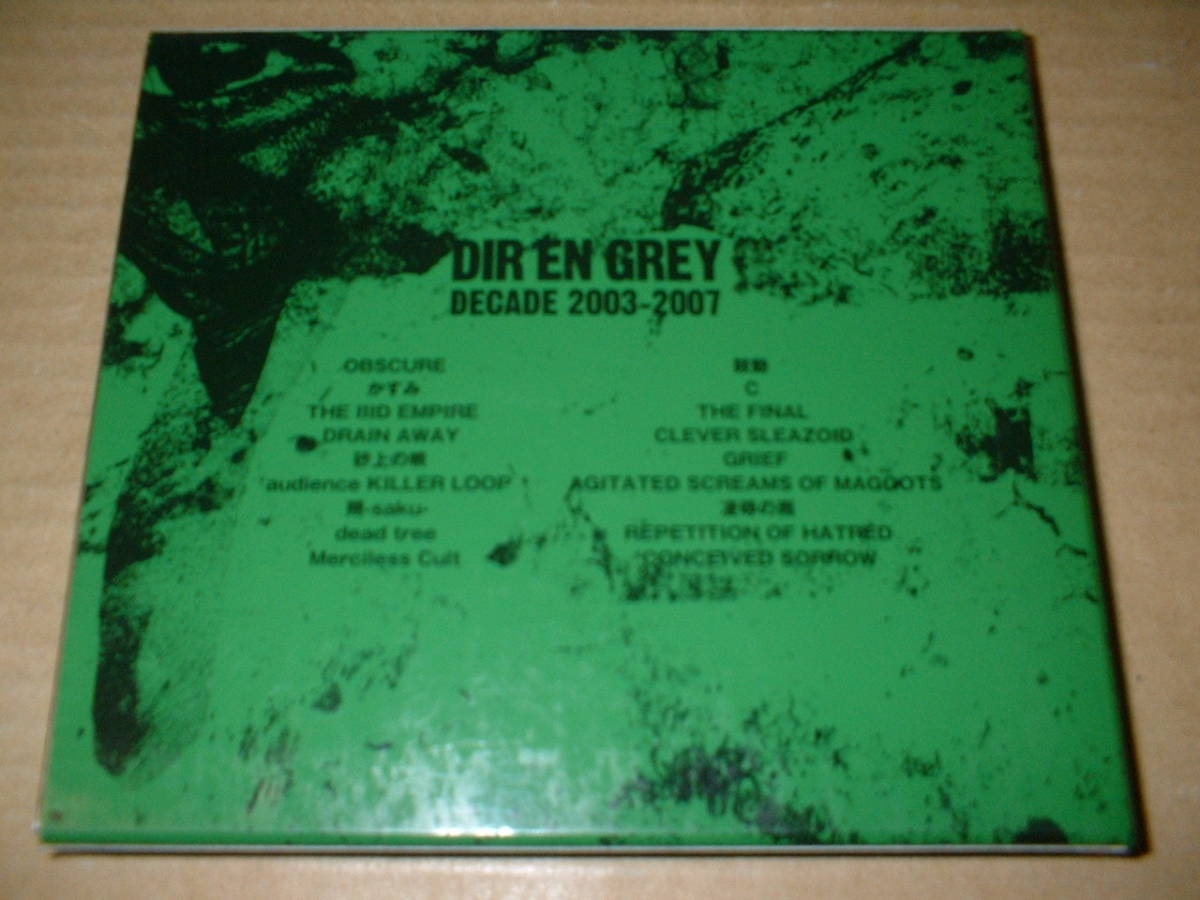 DIR EN GREY
DECADE 2003-2007
OBSCURE
かすみ
THE IIID EMPIRE
DRAIN AWAY
砂上の唄
audience KILLER LOOP
朔-saku-
dead tree
Merciless Cult
鼓動
C
THE FINAL
CLEVER SLEAZOID
GRIEF
AGITATED SCREAMS OF MAGGOTS
凌辱の雨
REPETITION OF HATRED
CONCEIVED SORROW